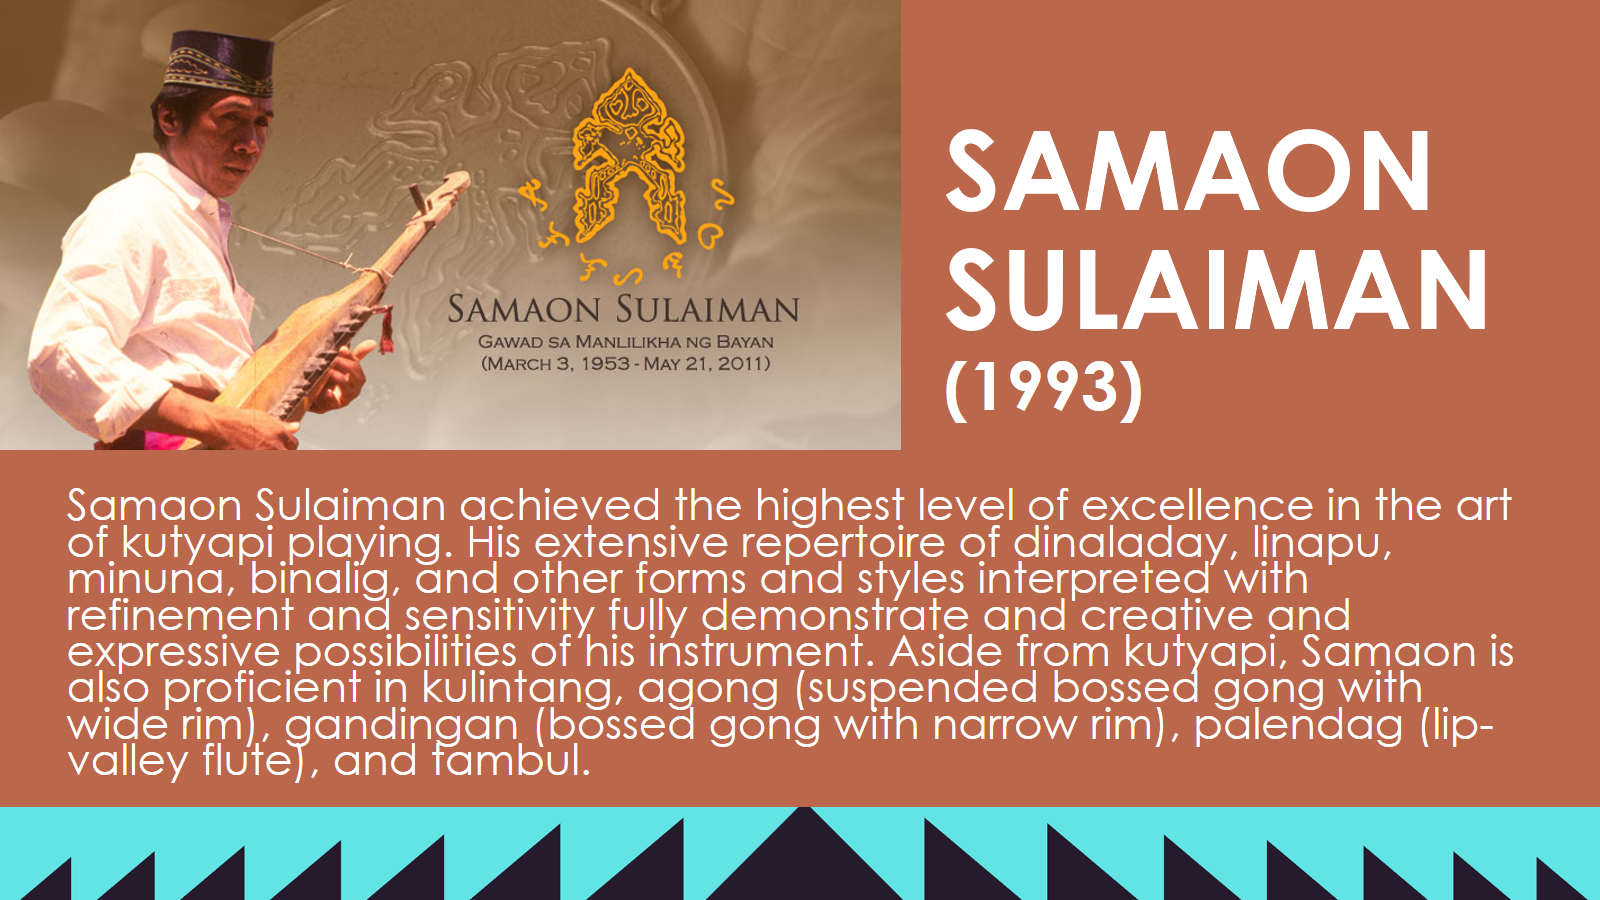 SAMAON SULAIMAN
GAWAD SA MANLILIKHA NG BAYAN
(MARCH 3, 1953 - MAY 21, 2011)
SAMAON
SULAIMAN
(1993)
Samaon Sulaiman achieved the highest level of excellence in the art
of kutyapi playing. His extensive repertoire of dinaladay, linapu,
minuna, binalig, and other forms and styles interpreted with
refinement and sensitivity fully demonstrate and creative and
expressive possibilities of his instrument. Aside from kutyapi, Samaon is
also proficient in kulintang, agong (suspended bossed gong with
wide rim), gandingan (bossed gong with narrow rim), palendag (lip-
valley flute), and tambul.